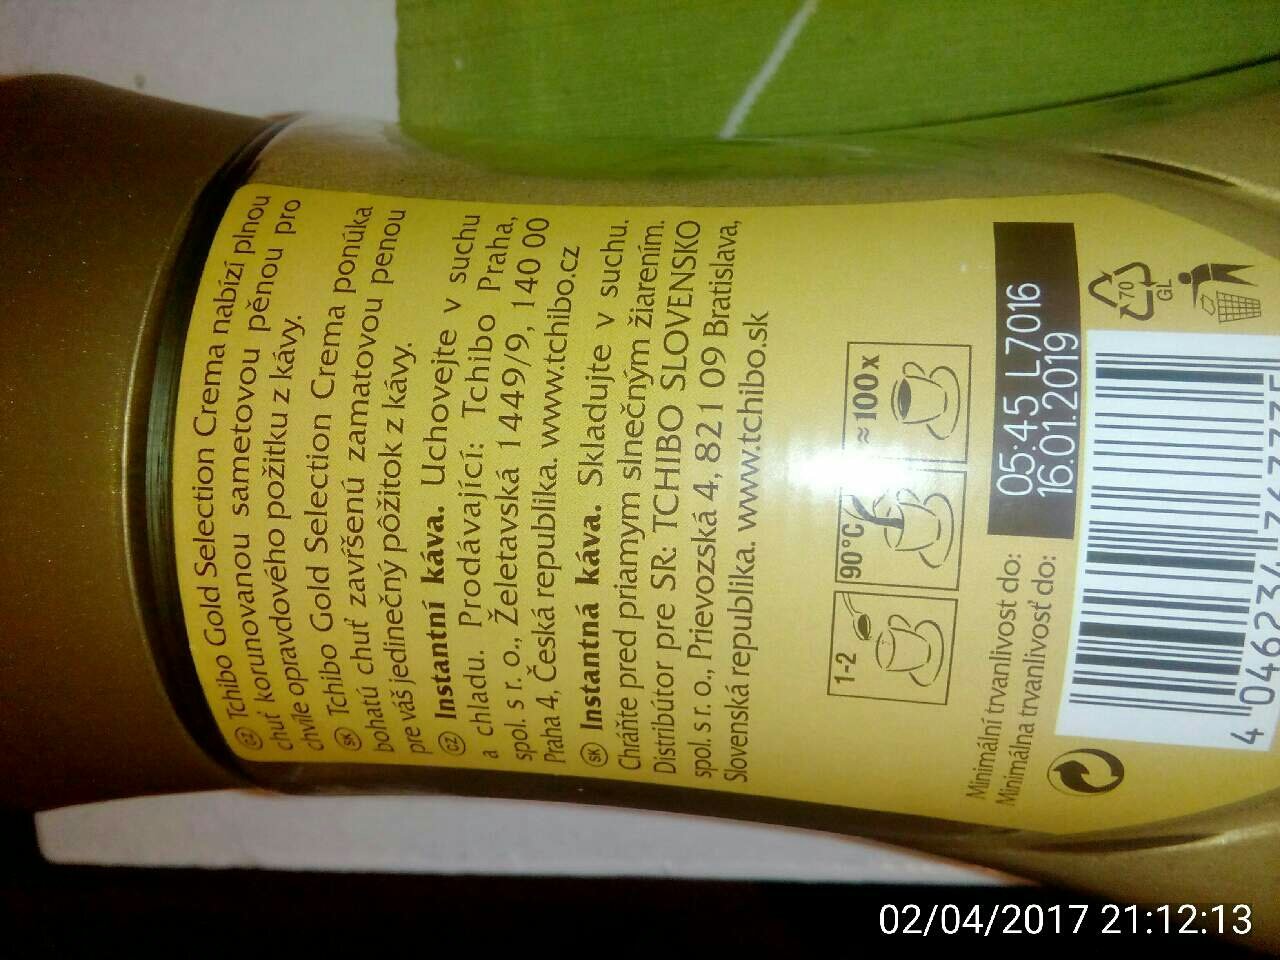 CZ Tchibo Gold Selection Crema nabízí plnou
chuť korunovanou sametovou pěnou pro
chvíle opravdového požitku z kávy.
SK Tchibo Gold Selection Crema ponúka
bohatú chuť zavŕšenú zamatovou penou
pre váš jedinečný pôžitok z kávy.
CZ Instantní káva. Uchovejte v suchu
a chladu. Prodávající: Tchibo Praha,
spol. s r. o., Želetavská 1449/9, 140 00
Praha 4, Česká republika. www.tchibo.cz
SK Instantná káva. Skladujte v suchu.
Chráňte pred priamym slnečným žiarením.
Distribútor pre SR: TCHIBO SLOVENSKO
spol. s r. o., Prievozská 4, 821 09 Bratislava,
Slovenská republika. www.tchibo.sk
1-2 90°C ≈100x
Minimální trvanlivost do: 05:45 L7016
Minimálna trvanlivosť do: 16.01.2019
70
GL
02/04/2017 21:12:13